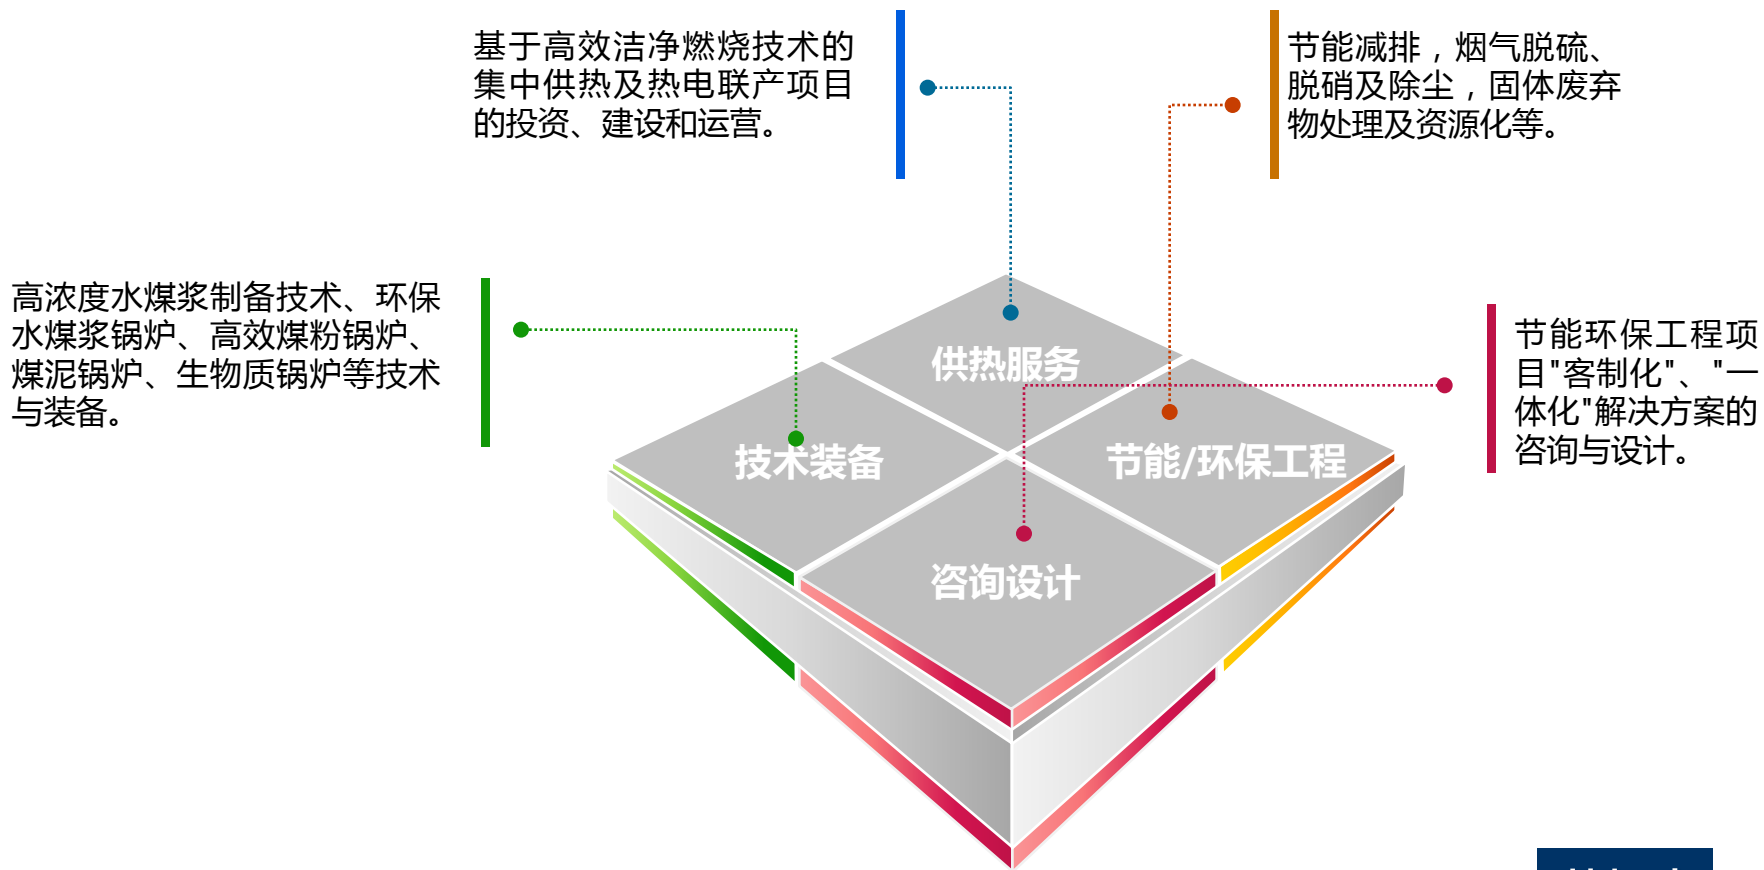 基于高效洁净燃烧技术的
集中供热及热电联产项目
的投资、建设和运营。
节能减排，烟气脱硫、
脱硝及除尘，固体废弃
物处理及资源化等。
高浓度水煤浆制备技术、环保
水煤浆锅炉、高效煤粉锅炉、
煤泥锅炉、生物质锅炉等技术
与装备。
节能环保工程项
目"客制化"、"一
体化"解决方案的
咨询与设计。
供热服务
技术装备
节能/环保工程
咨询设计